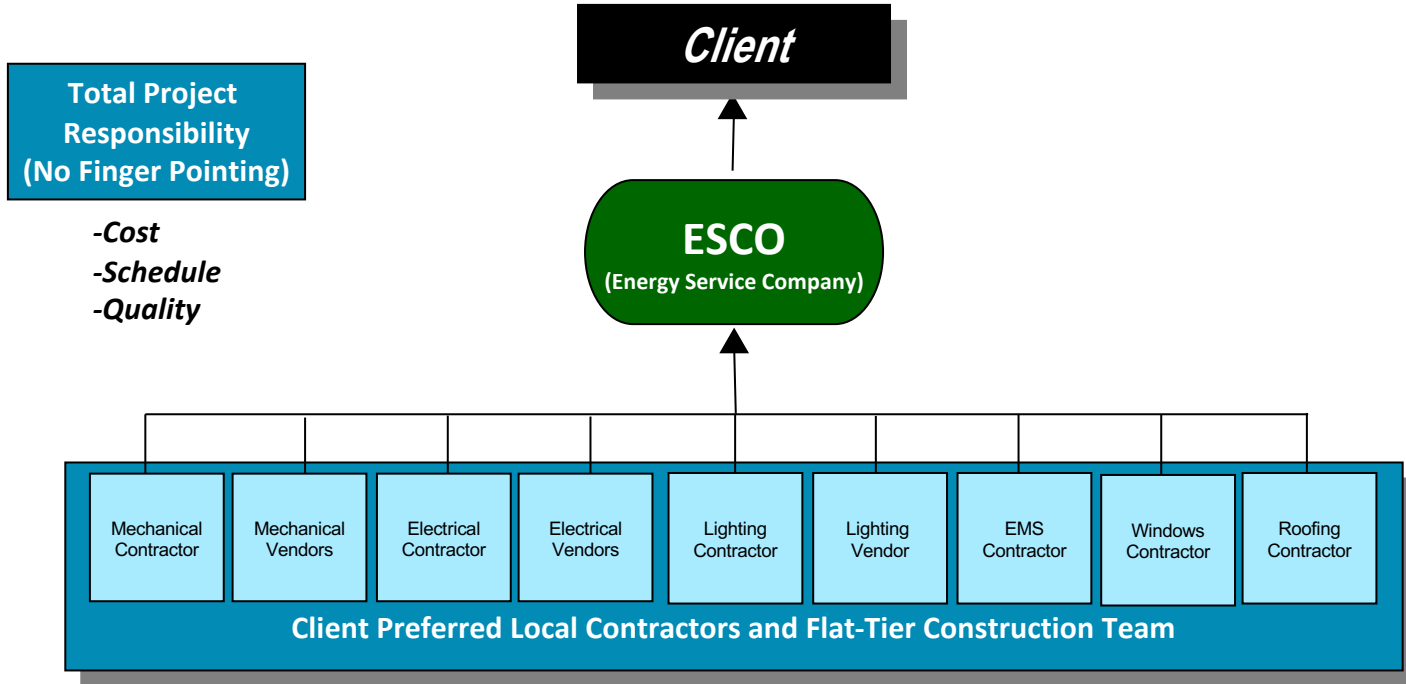 Client
Total Project
Responsibility
(No Finger Pointing)
-Cost
-Schedule
-Quality
ESCO
(Energy Service Company)
Mechanical
Contractor
Mechanical
Vendors
Electrical
Contractor
Electrical
Vendors
Lighting
Contractor
Lighting
Vendor
EMS
Contractor
Windows
Contractor
Roofing
Contractor
Client Preferred Local Contractors and Flat-Tier Construction Team